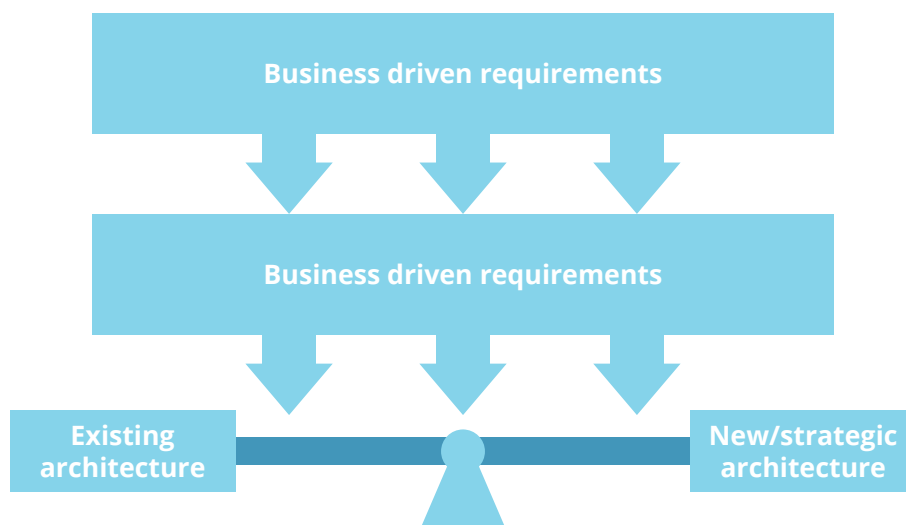 Business driven requirements
Business driven requirements
Existing
architecture
New/strategic
architecture